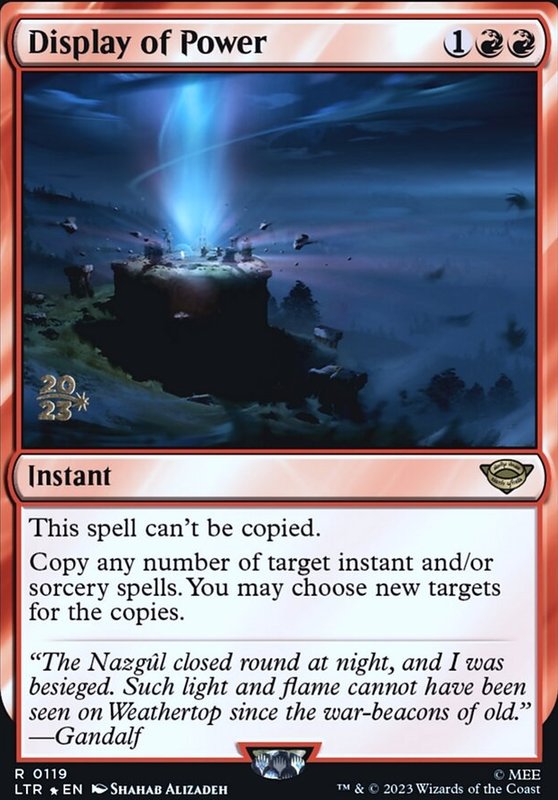 Display of Power
1
20
23
Instant
This spell can't be copied.
Copy any number of target instant and/or
sorcery spells. You may choose new targets
for the copies.
“The Nazgûl closed round at night, and I was
besieged. Such light and flame cannot have been
seen on Weathertop since the war-beacons of old.”
—Gandalf
R 0119
LTR ★ EN Shahab Alizadeh
© MEE
™ & © 2023 Wizards of the Coast